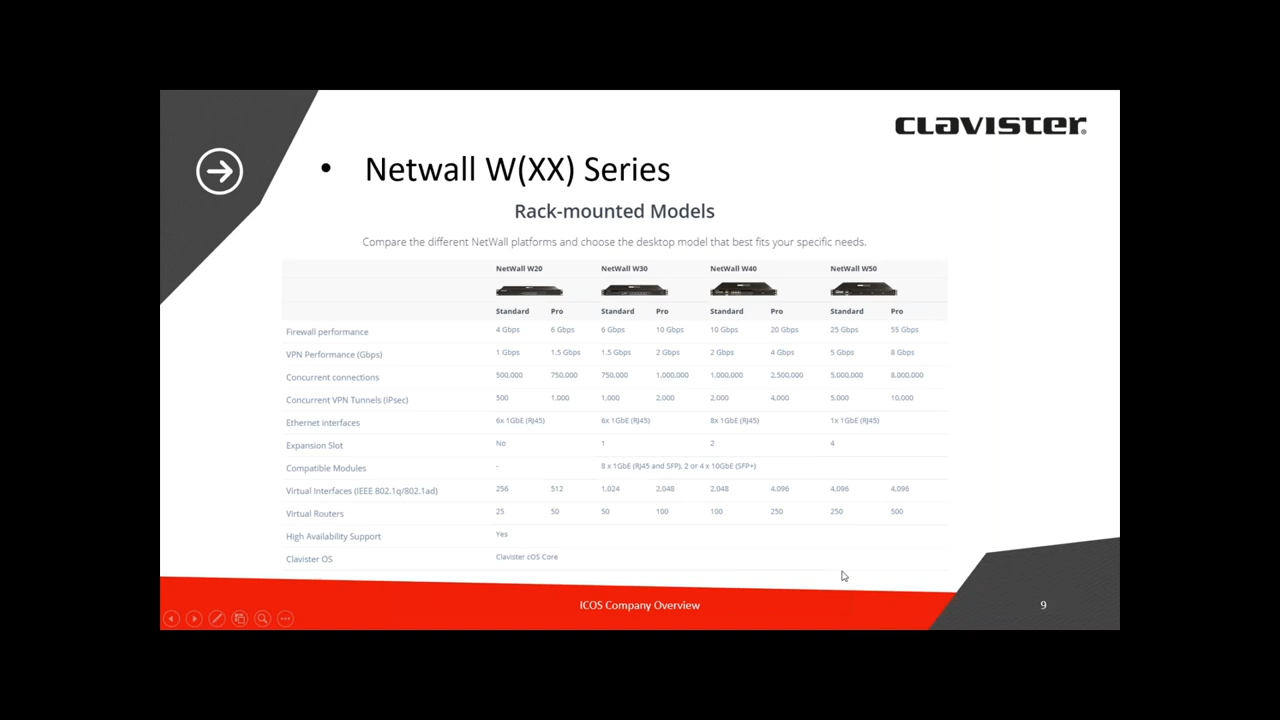 CLAVISTER®
• Netwall W(XX) Series
Rack-mounted Models
Compare the different NetWall platforms and choose the desktop model that best fits your specific needs.
NetWall W20 NetWall W30 NetWall W40 NetWall W50
Standard Pro Standard Pro Standard Pro Standard Pro
Firewall performance 4 Gbps 6 Gbps 6 Gbps 10 Gbps 10 Gbps 20 Gbps 25 Gbps 55 Gbps
VPN Performance (Gbps) 1 Gbps 1.5 Gbps 1.5 Gbps 2 Gbps 2 Gbps 4 Gbps 5 Gbps 8 Gbps
Concurrent connections 500,000 750,000 750,000 1,000,000 1,000,000 2,500,000 5,000,000 8,000,000
Concurrent VPN Tunnels (IPsec) 500 1,000 1,000 2,000 2,000 4,000 5,000 10,000
Ethernet interfaces 6x 1GbE (RJ45) 6x 1GbE (RJ45) 8x 1GbE (RJ45) 1x 1GbE (RJ45)
Expansion Slot No 1 2 4
Compatible Modules - 8 x 1GbE (RJ45 and SFP), 2 or 4 x 10GbE (SFP+)
Virtual Interfaces (IEEE 802.1q/802.1ad) 256 512 1,024 2,048 2,048 4,096 4,096 4,096
Virtual Routers 25 50 50 100 100 250 250 500
High Availability Support Yes
Clavister OS Clavister cOS Core
ICOS Company Overview
9